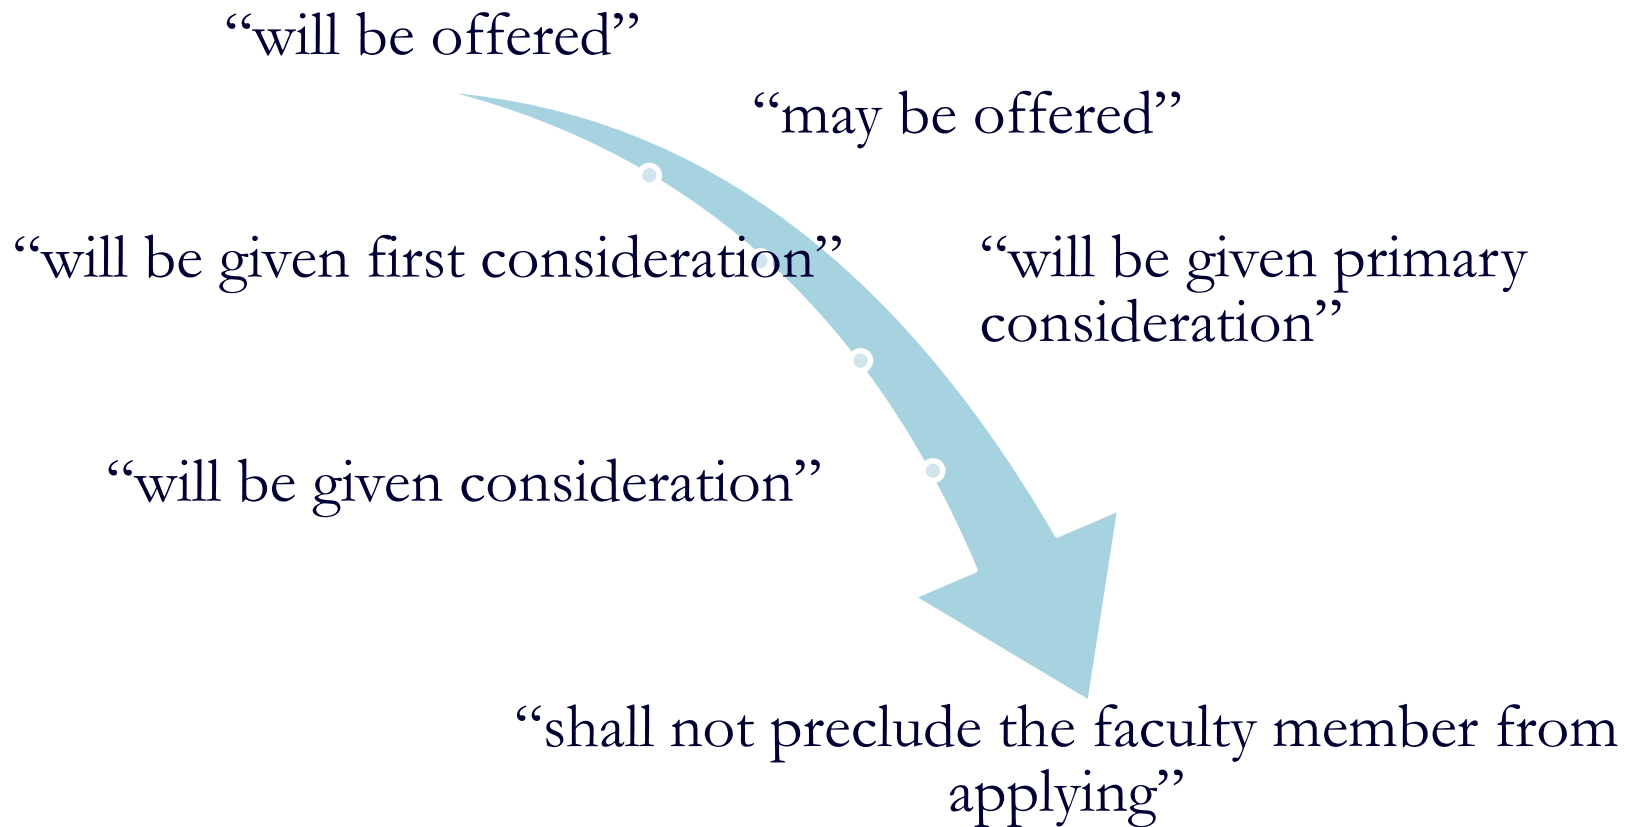 “will be offered”
“may be offered”
“will be given first consideration”
“will be given primary
consideration”
“will be given consideration”
“shall not preclude the faculty member from
applying”